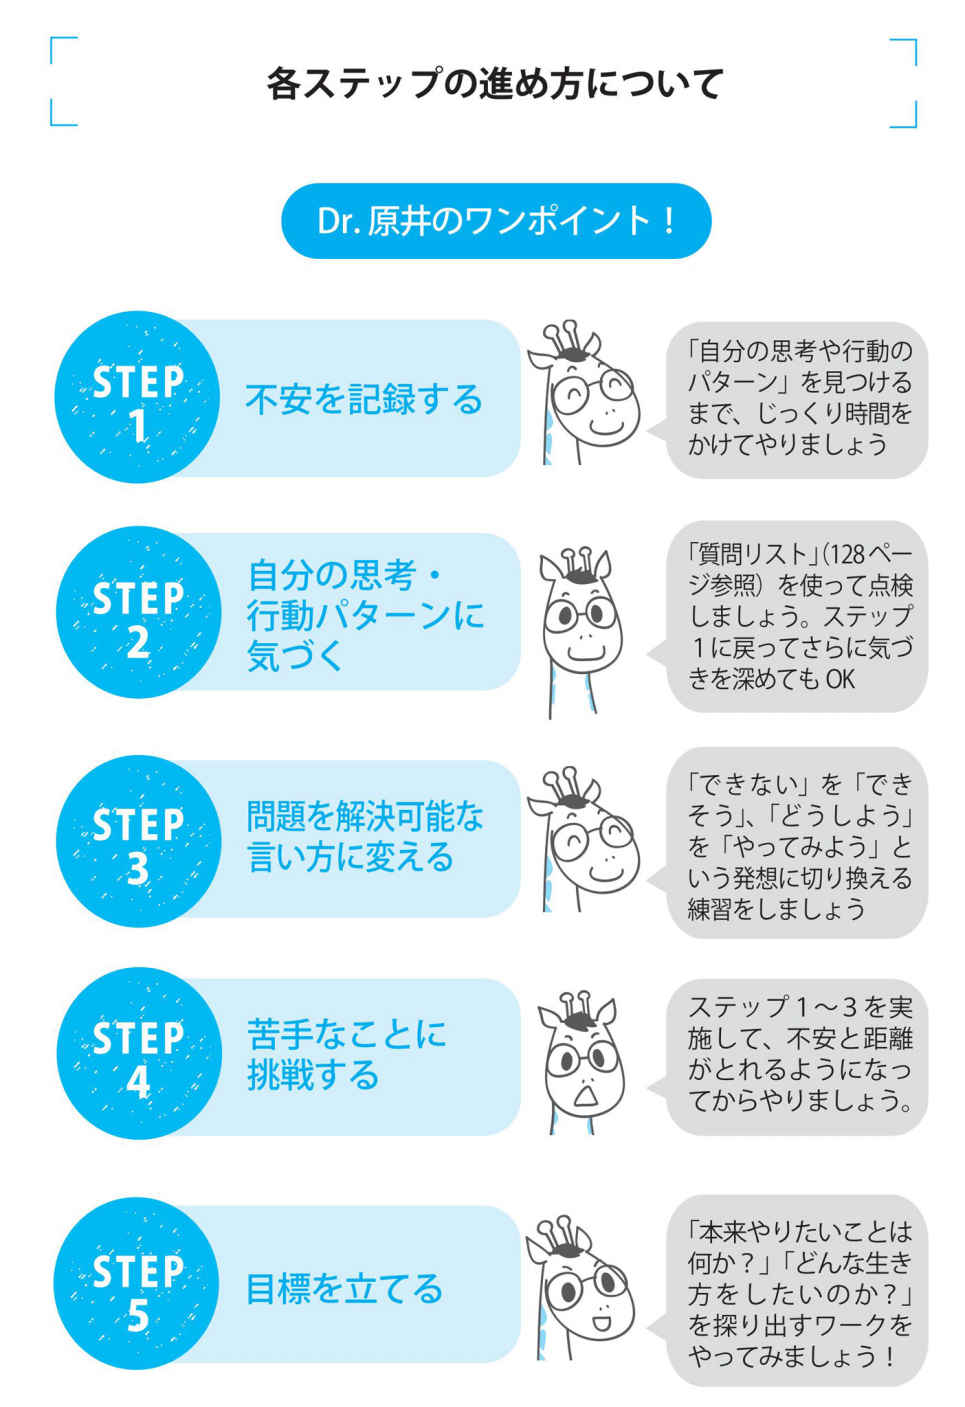 各ステップの進め方について
Dr. 原井のワンポイント！
STEP
1
不安を記録する
「自分の思考や行動の
パターン」を見つける
まで、じっくり時間を
かけてやりましょう
STEP
2
自分の思考・
行動パターンに
気づく
「質問リスト」（128 ペー
ジ参照）を使って点検
しましょう。ステップ
１に戻ってさらに気づ
きを深めても OK
STEP
3
問題を解決可能な
言い方に変える
「できない」を「でき
そう」、「どうしよう」
を「やってみよう」と
いう発想に切り換える
練習をしましょう
STEP
4
苦手なことに
挑戦する
ステップ１～３を実
施して、不安と距離
がとれるようになっ
てからやりましょう。
STEP
5
目標を立てる
「本来やりたいことは
何か？」「どんな生き
方をしたいのか？」
を探り出すワークを
やってみましょう！